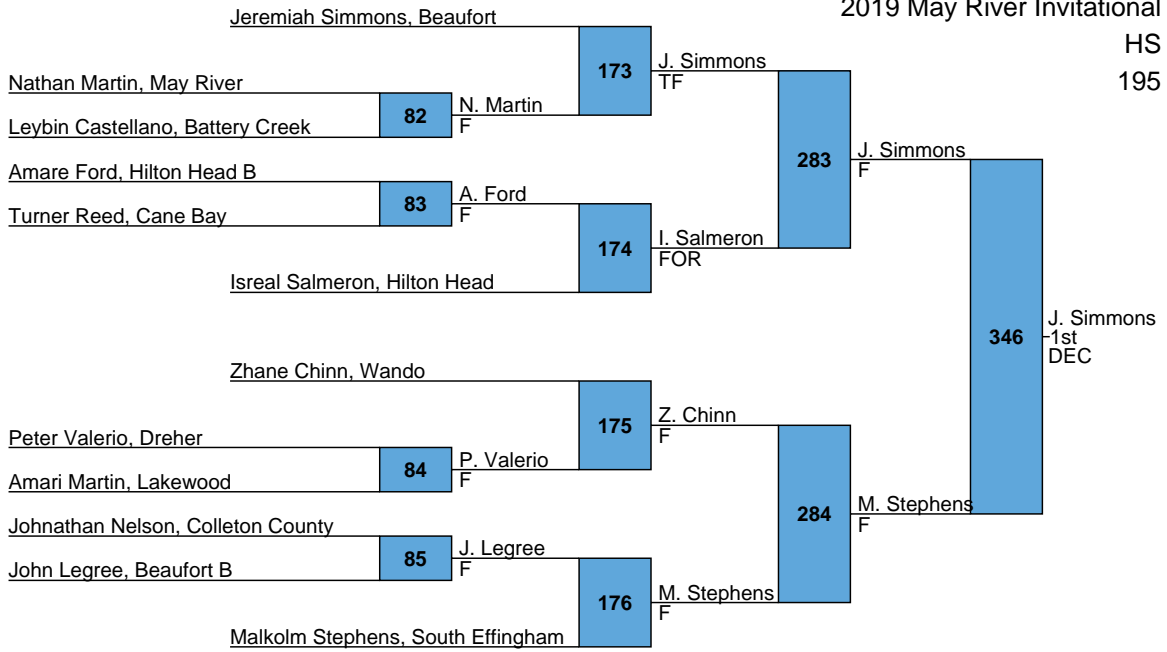 2019 May River Invitational
HS
195
Jeremiah Simmons, Beaufort
173
J. Simmons
TF
Nathan Martin, May River
82
N. Martin
F
Leybin Castellano, Battery Creek
283
J. Simmons
F
Amare Ford, Hilton Head B
83
A. Ford
F
Turner Reed, Cane Bay
174
I. Salmeron
FOR
Isreal Salmeron, Hilton Head
346
J. Simmons
1st
DEC
Zhane Chinn, Wando
175
Z. Chinn
F
Peter Valerio, Dreher
84
P. Valerio
F
Amari Martin, Lakewood
284
M. Stephens
F
Johnathan Nelson, Colleton County
85
J. Legree
F
John Legree, Beaufort B
176
M. Stephens
F
Malkolm Stephens, South Effingham